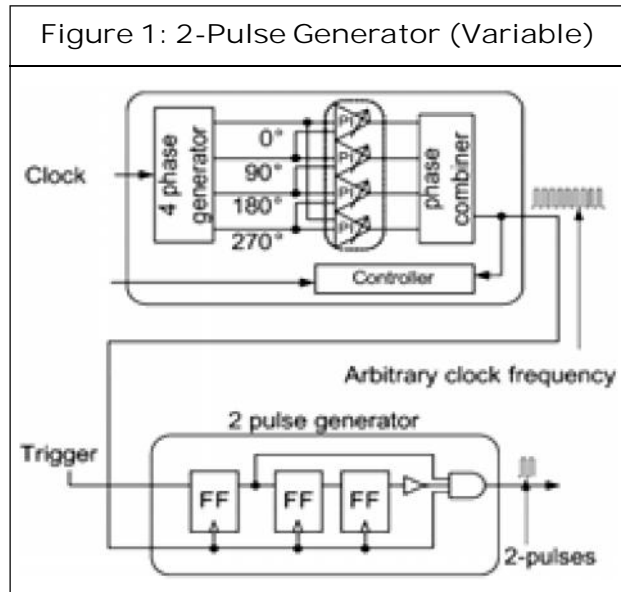 Figure 1: 2-Pulse Generator (Variable)
Clock
4 phase
generator
0°
90°
180°
270°
PI
PI
PI
PI
phase
combiner
Controller
Arbitrary clock frequency
2 pulse generator
Trigger
FF
FF
FF
2-pulses